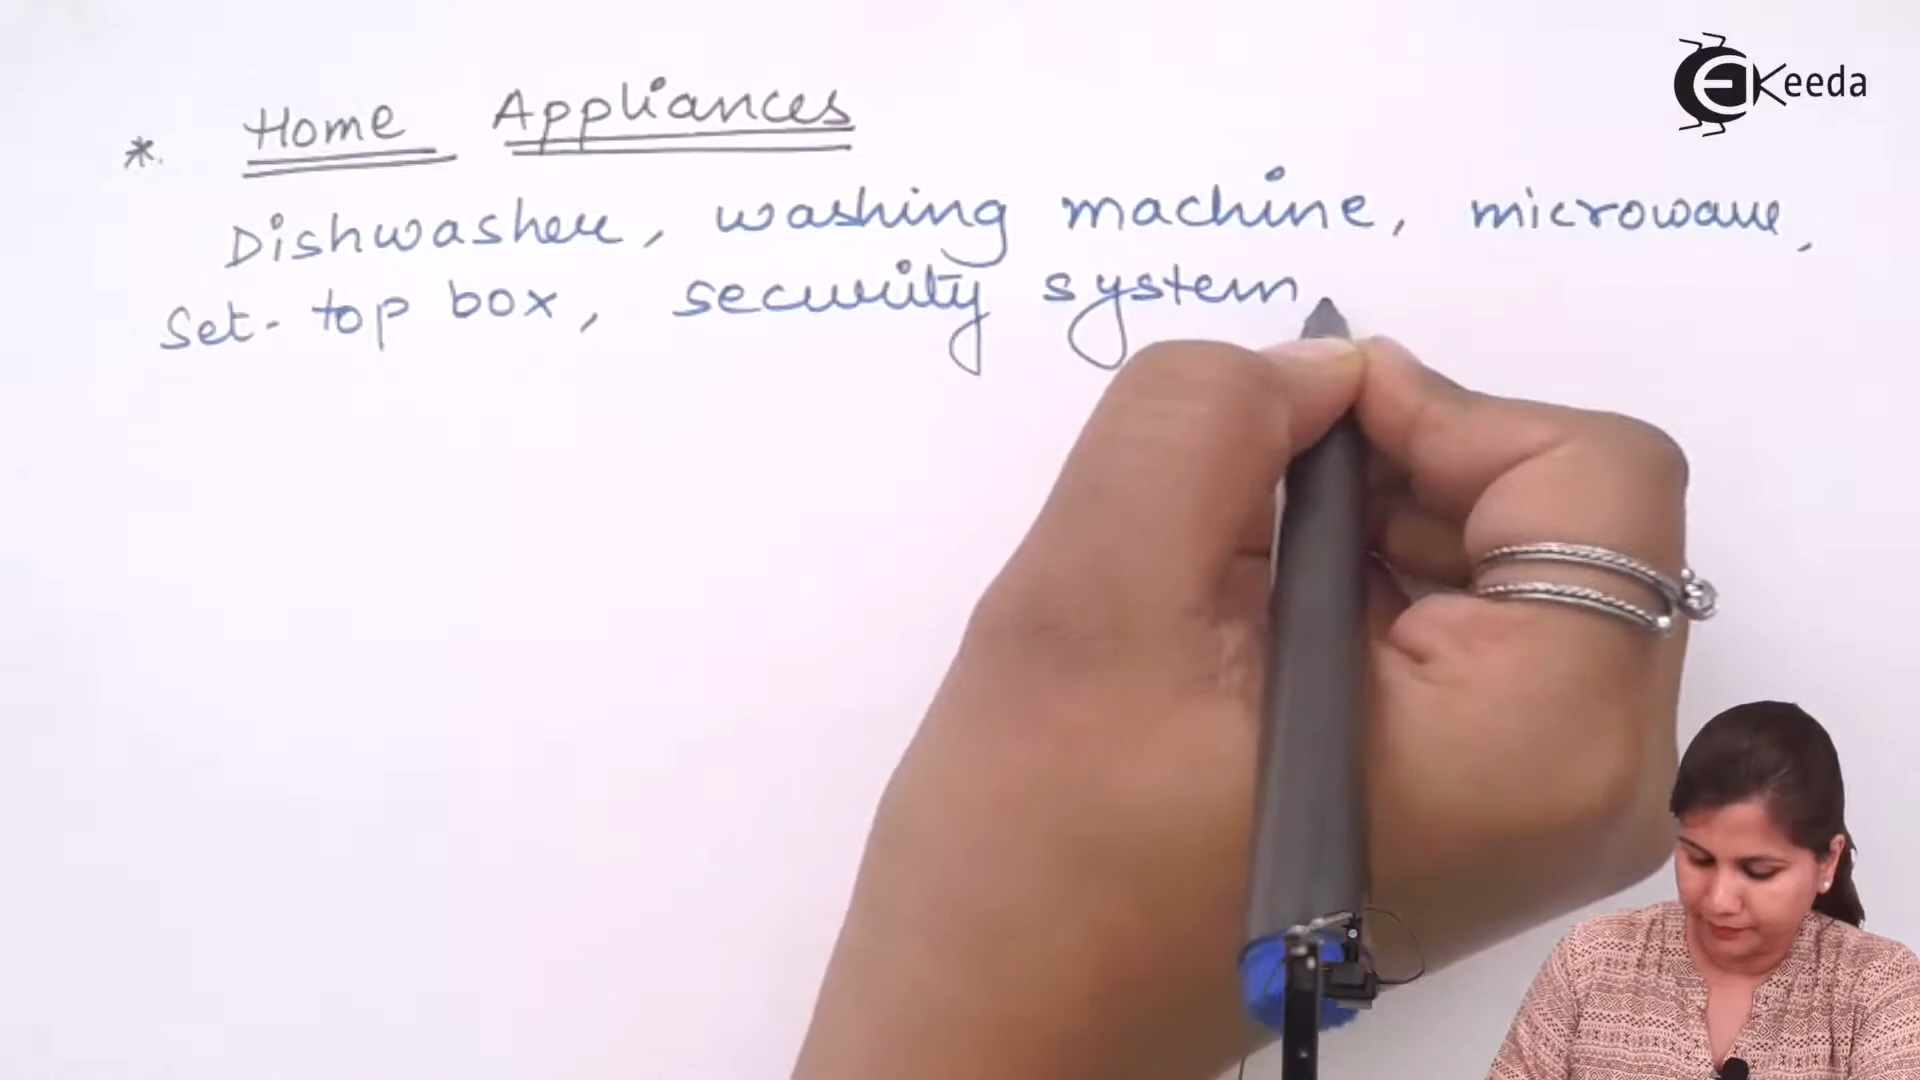 EKeeda
* Home Appliances
Dishwasher, washing machine, microwave,
Set-top box, security system